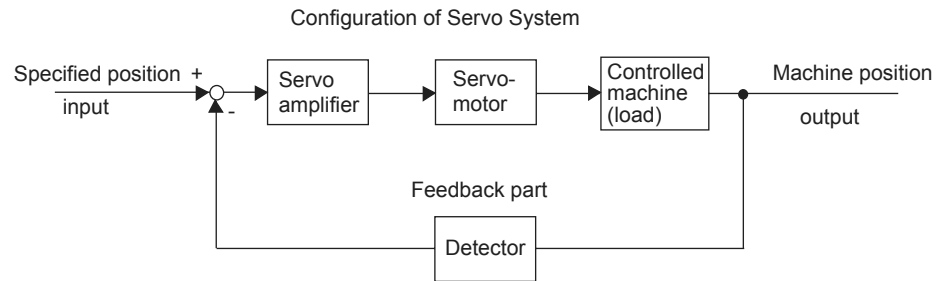 Configuration of Servo System
Specified position +
input
-
Servo
amplifier
Servo-
motor
Controlled
machine
(load)
Machine position
output
Feedback part
Detector